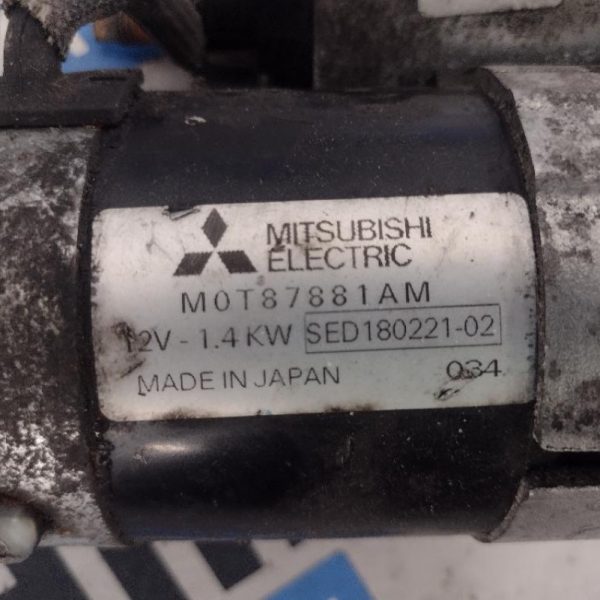 MITSUBISHI
ELECTRIC
M0T87881AM
12V - 1.4 KW SED180221-02
MADE IN JAPAN 034